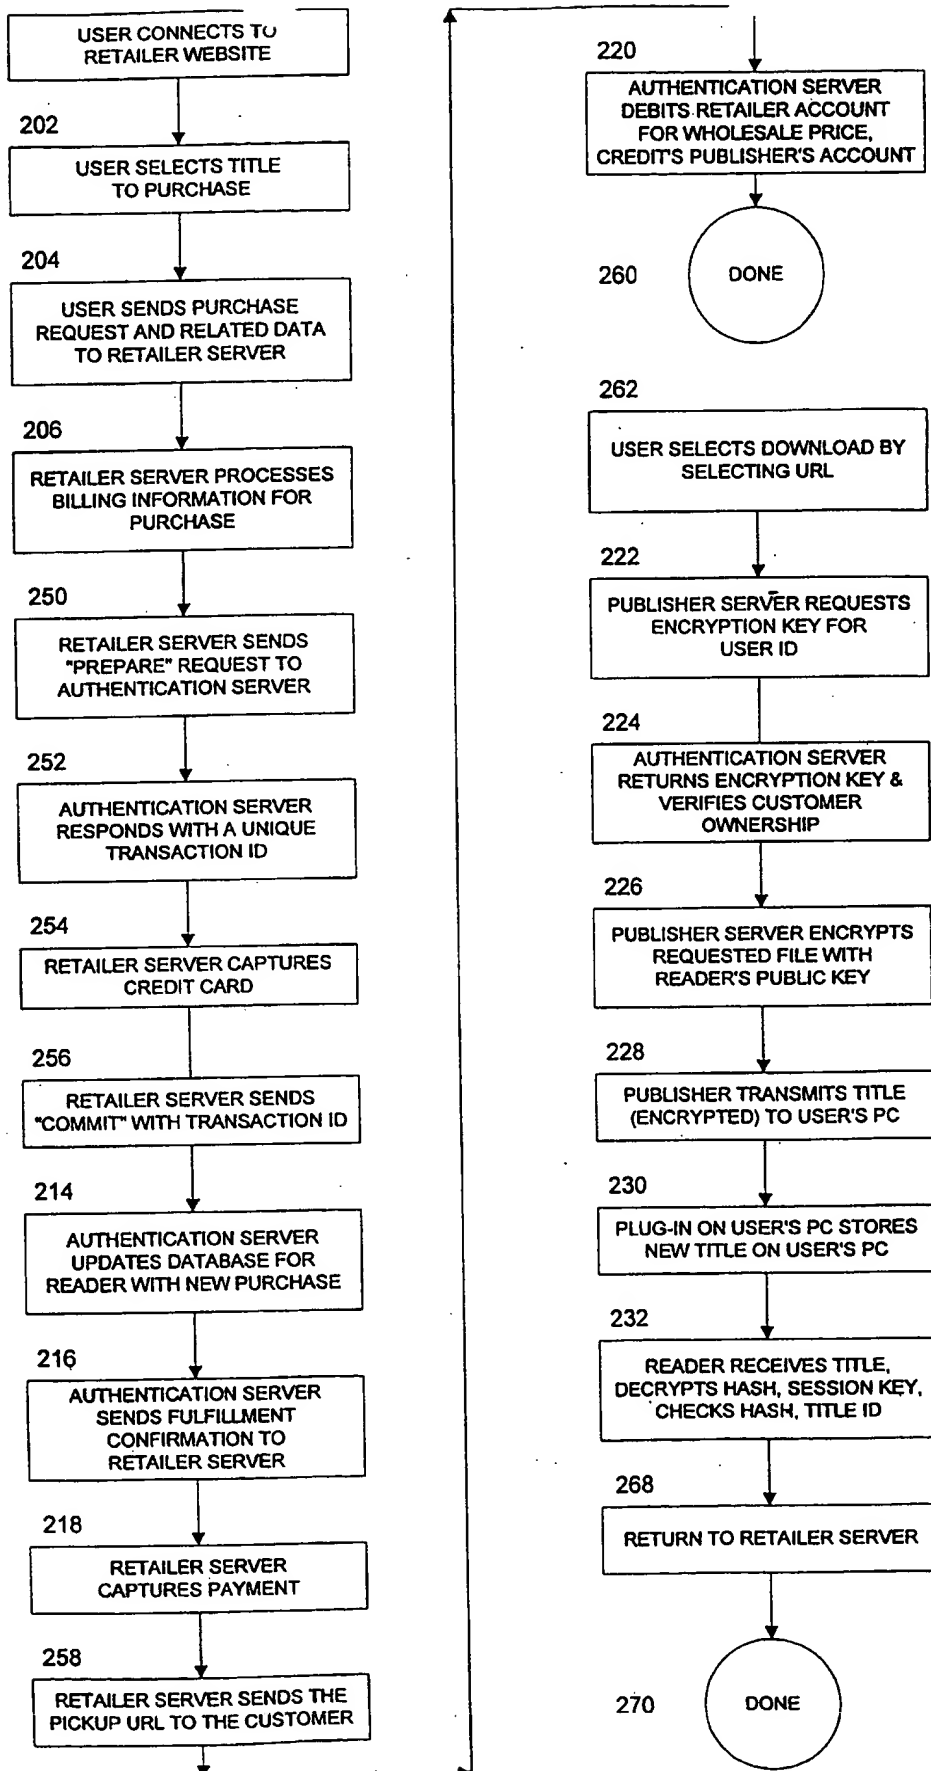 USER CONNECTS TO
RETAILER WEBSITE
202
USER SELECTS TITLE
TO PURCHASE
204
USER SENDS PURCHASE
REQUEST AND RELATED DATA
TO RETAILER SERVER
206
RETAILER SERVER PROCESSES
BILLING INFORMATION FOR
PURCHASE
250
RETAILER SERVER SENDS
"PREPARE" REQUEST TO
AUTHENTICATION SERVER
252
AUTHENTICATION SERVER
RESPONDS WITH A UNIQUE
TRANSACTION ID
254
RETAILER SERVER CAPTURES
CREDIT CARD
256
RETAILER SERVER SENDS
"COMMIT" WITH TRANSACTION ID
214
AUTHENTICATION SERVER
UPDATES DATABASE FOR
READER WITH NEW PURCHASE
216
AUTHENTICATION SERVER
SENDS FULFILLMENT
CONFIRMATION TO
RETAILER SERVER
218
RETAILER SERVER
CAPTURES PAYMENT
258
RETAILER SERVER SENDS THE
PICKUP URL TO THE CUSTOMER
220
AUTHENTICATION SERVER
DEBITS RETAILER ACCOUNT
FOR WHOLESALE PRICE,
CREDIT'S PUBLISHER'S ACCOUNT
260
DONE
262
USER SELECTS DOWNLOAD BY
SELECTING URL
222
PUBLISHER SERVER REQUESTS
ENCRYPTION KEY FOR
USER ID
224
AUTHENTICATION SERVER
RETURNS ENCRYPTION KEY &
VERIFIES CUSTOMER
OWNERSHIP
226
PUBLISHER SERVER ENCRYPTS
REQUESTED FILE WITH
READER'S PUBLIC KEY
228
PUBLISHER TRANSMITS TITLE
(ENCRYPTED) TO USER'S PC
230
PLUG-IN ON USER'S PC STORES
NEW TITLE ON USER'S PC
232
READER RECEIVES TITLE,
DECRYPTS HASH, SESSION KEY,
CHECKS HASH, TITLE ID
268
RETURN TO RETAILER SERVER
270
DONE